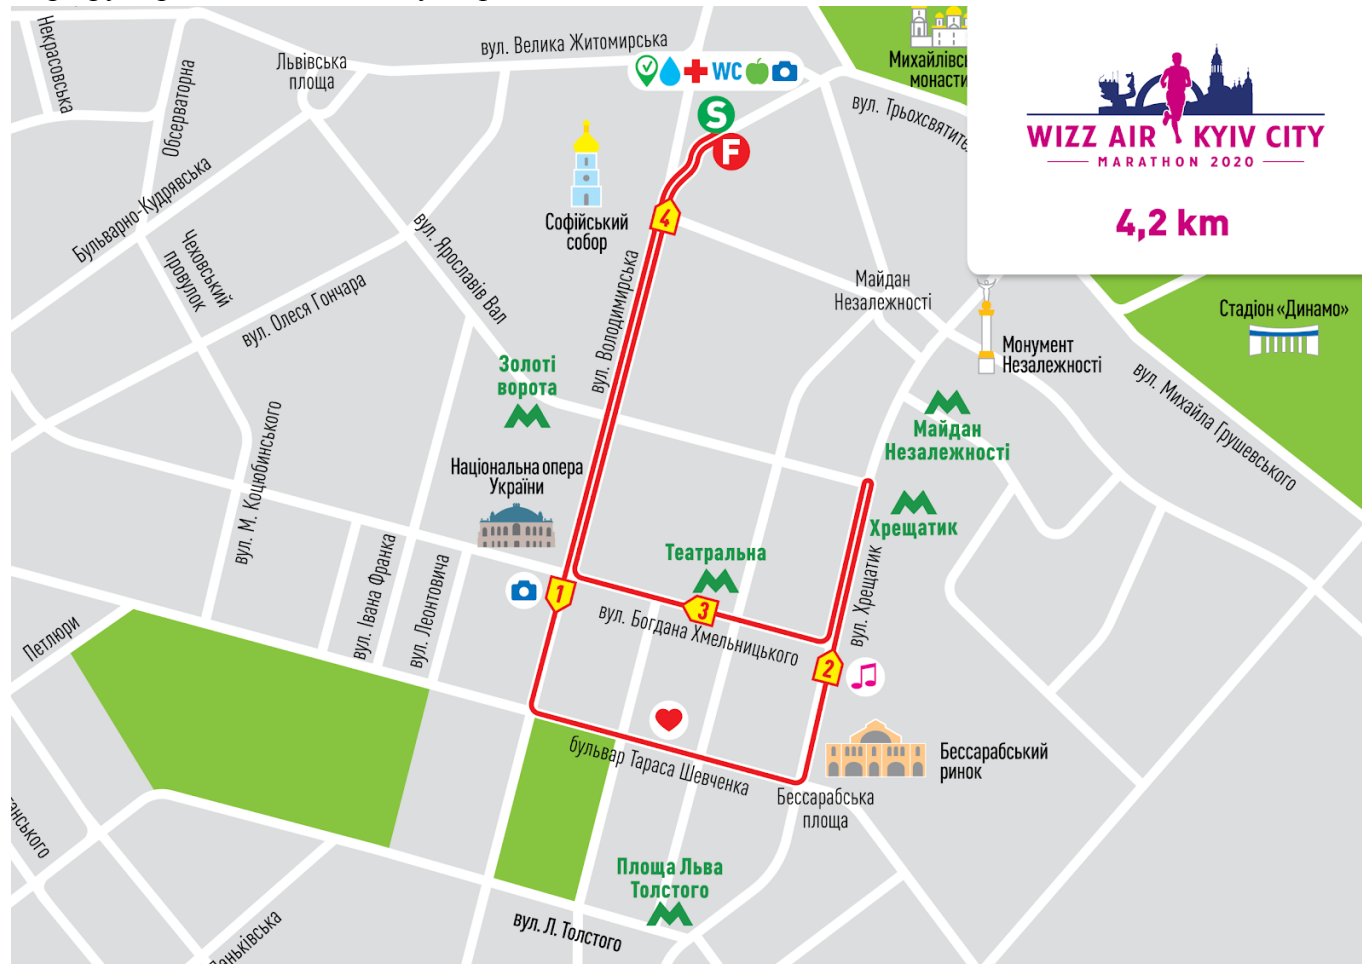 вул. Велика Житомирська
Некрасовська
Обсерваторна
Львівська
площа
WC
Михайлівс
монасти
вул. Трьохсвятите
S
F
WIZZ AIR KYIV CITY
MARATHON 2020
4,2 km
Бульварно-Кудрявська
Софійський
собор
4
вул. Ярославів Вал
Чеховський
провулок
вул. Олеся Гончара
вул. Володимирська
Майдан
Незалежності
Монумент
Незалежності
Стадіон «Динамо»
вул. Михайла Грушевського
Золоті
ворота
Майдан
Незалежності
Національна опера
України
вул. М. Коцюбинського
Хрещатик
вул. Івана Франка
вул. Леонтовича
Театральна
вул. Хрещатик
1
3
вул. Богдана Хмельницького
2
Петлюри
бульвар Тараса Шевченка
Бессарабський
ринок
Бессарабська
площа
Площа Льва
Толстого
вул. Л. Толстого